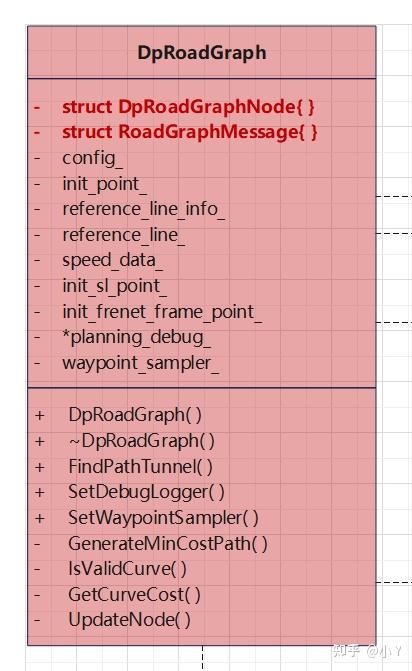 DpRoadGraph
- struct DpRoadGraphNode{ }
- struct RoadGraphMessage{ }
- config_
- init_point_
- reference_line_info_
- reference_line_
- speed_data_
- init_sl_point_
- init_frenet_frame_point_
- *planning_debug_
- waypoint_sampler_
+ DpRoadGraph( )
+ ~DpRoadGraph( )
+ FindPathTunnel( )
+ SetDebugLogger( )
+ SetWaypointSampler( )
- GenerateMinCostPath( )
- IsValidCurve( )
- GetCurveCost( )
- UpdateNode( )
知乎 @小丫